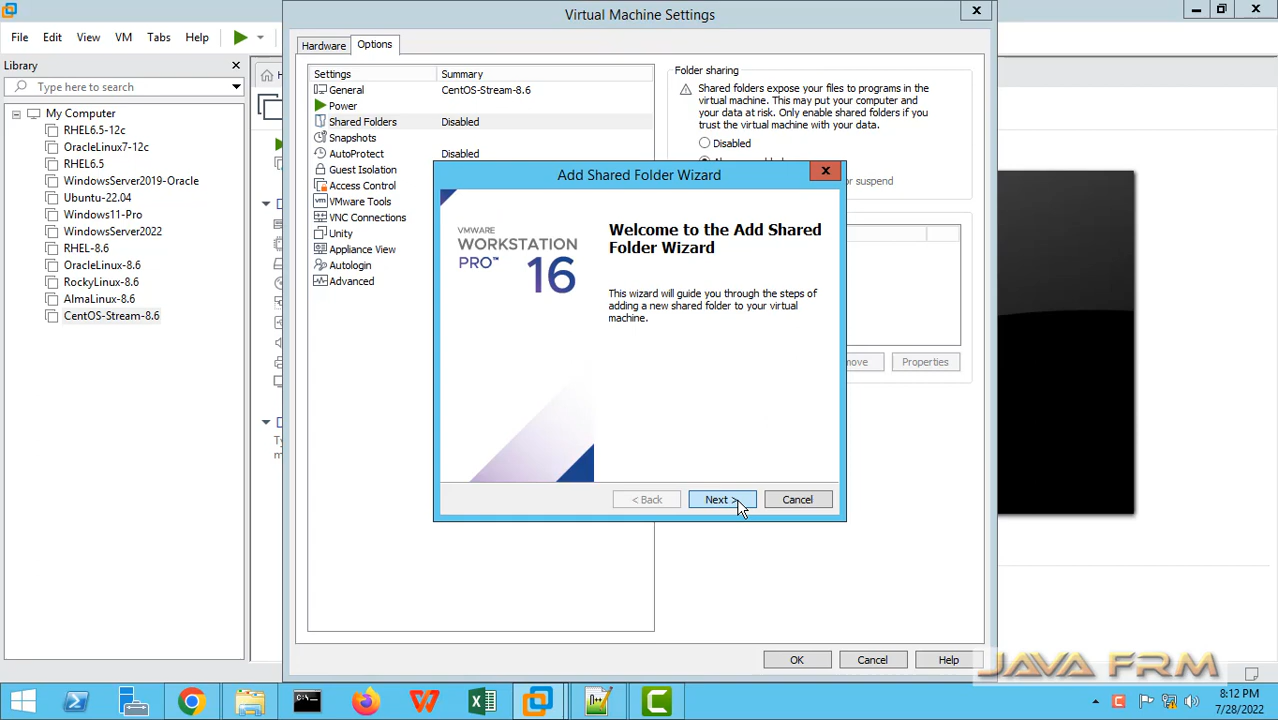 Virtual Machine Settings
File Edit View VM Tabs Help
Library
Type here to search
My Computer
RHEL6.5-12c
OracleLinux7-12c
RHEL6.5
WindowsServer2019-Oracle
Ubuntu-22.04
Windows11-Pro
WindowsServer2022
RHEL-8.6
OracleLinux-8.6
RockyLinux-8.6
AlmaLinux-8.6
CentOS-Stream-8.6
Hardware Options
Settings Summary
General CentOS-Stream-8.6
Power
Shared Folders Disabled
Snapshots
AutoProtect Disabled
Guest Isolation
Access Control
VMware Tools
VNC Connections
Unity
Appliance View
Autologin
Advanced
Folder sharing
Shared folders expose your files to programs in the
virtual machine. This may put your computer and
your data at risk. Only enable shared folders if you
trust the virtual machine with your data.
Disabled
or suspend
Properties
Add Shared Folder Wizard
VMWARE
WORKSTATION
PRO™ 16
Welcome to the Add Shared
Folder Wizard
This wizard will guide you through the steps of
adding a new shared folder to your virtual
machine.
< Back Next > Cancel
OK Cancel Help
JAVA FRM
8:12 PM
7/28/2022